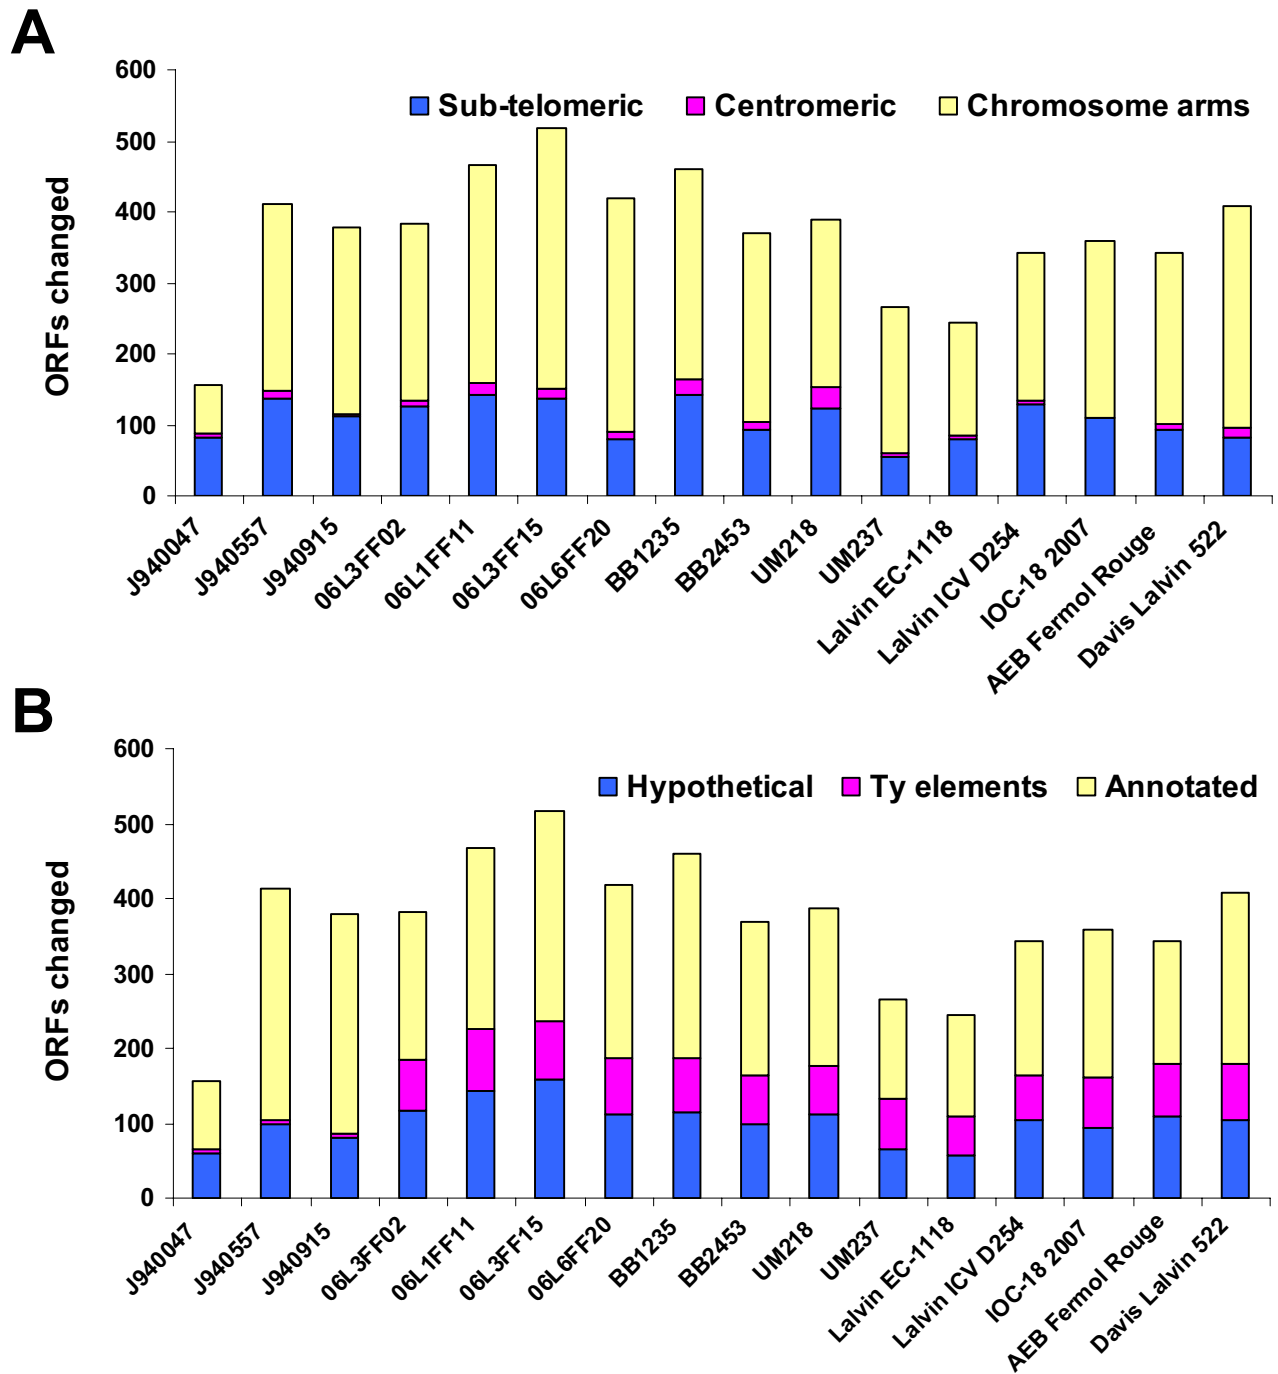 A
600
500
400
300
200
100
0
ORFs changed
Sub-telomeric Centromeric Chromosome arms
J940047 J940557 J940915 06L3FF02 06L1FF11 06L3FF15 06L6FF20 BB1235 BB2453 UM218 UM237 Lalvin EC-1118 Lalvin ICV D254 IOC-18 2007 AEB Fermol Rouge Davis Lalvin 522
B
600
500
400
300
200
100
0
ORFs changed
Hypothetical Ty elements Annotated
J940047 J940557 J940915 06L3FF02 06L1FF11 06L3FF15 06L6FF20 BB1235 BB2453 UM218 UM237 Lalvin EC-1118 Lalvin ICV D254 IOC-18 2007 AEB Fermol Rouge Davis Lalvin 522